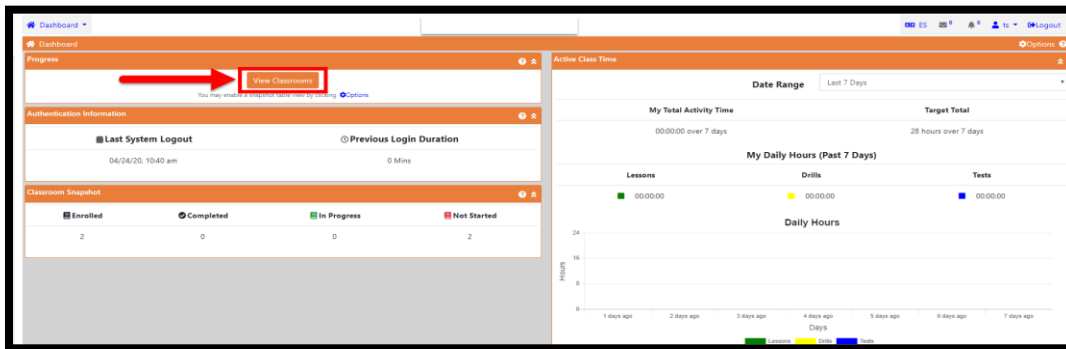 Dashboard
ES 0 0 ts Logout
Dashboard
Options
Progress
View Classrooms
You may enable a snapshot table view by clicking Options
Authentication Information
Last System Logout Previous Login Duration
04/24/20, 10:40 am 0 Mins
Classroom Snapshot
Enrolled Completed In Progress Not Started
2 0 0 2
Active Class Time
Date Range Last 7 Days
My Total Activity Time Target Total
00:00:00 over 7 days 28 hours over 7 days
My Daily Hours (Past 7 Days)
Lessons Drills Tests
00:00:00 00:00:00 00:00:00
Daily Hours
24
16
8
0
Hours
1 days ago 2 days ago 3 days ago 4 days ago 5 days ago 6 days ago 7 days ago
Days
Lessons Drills Tests